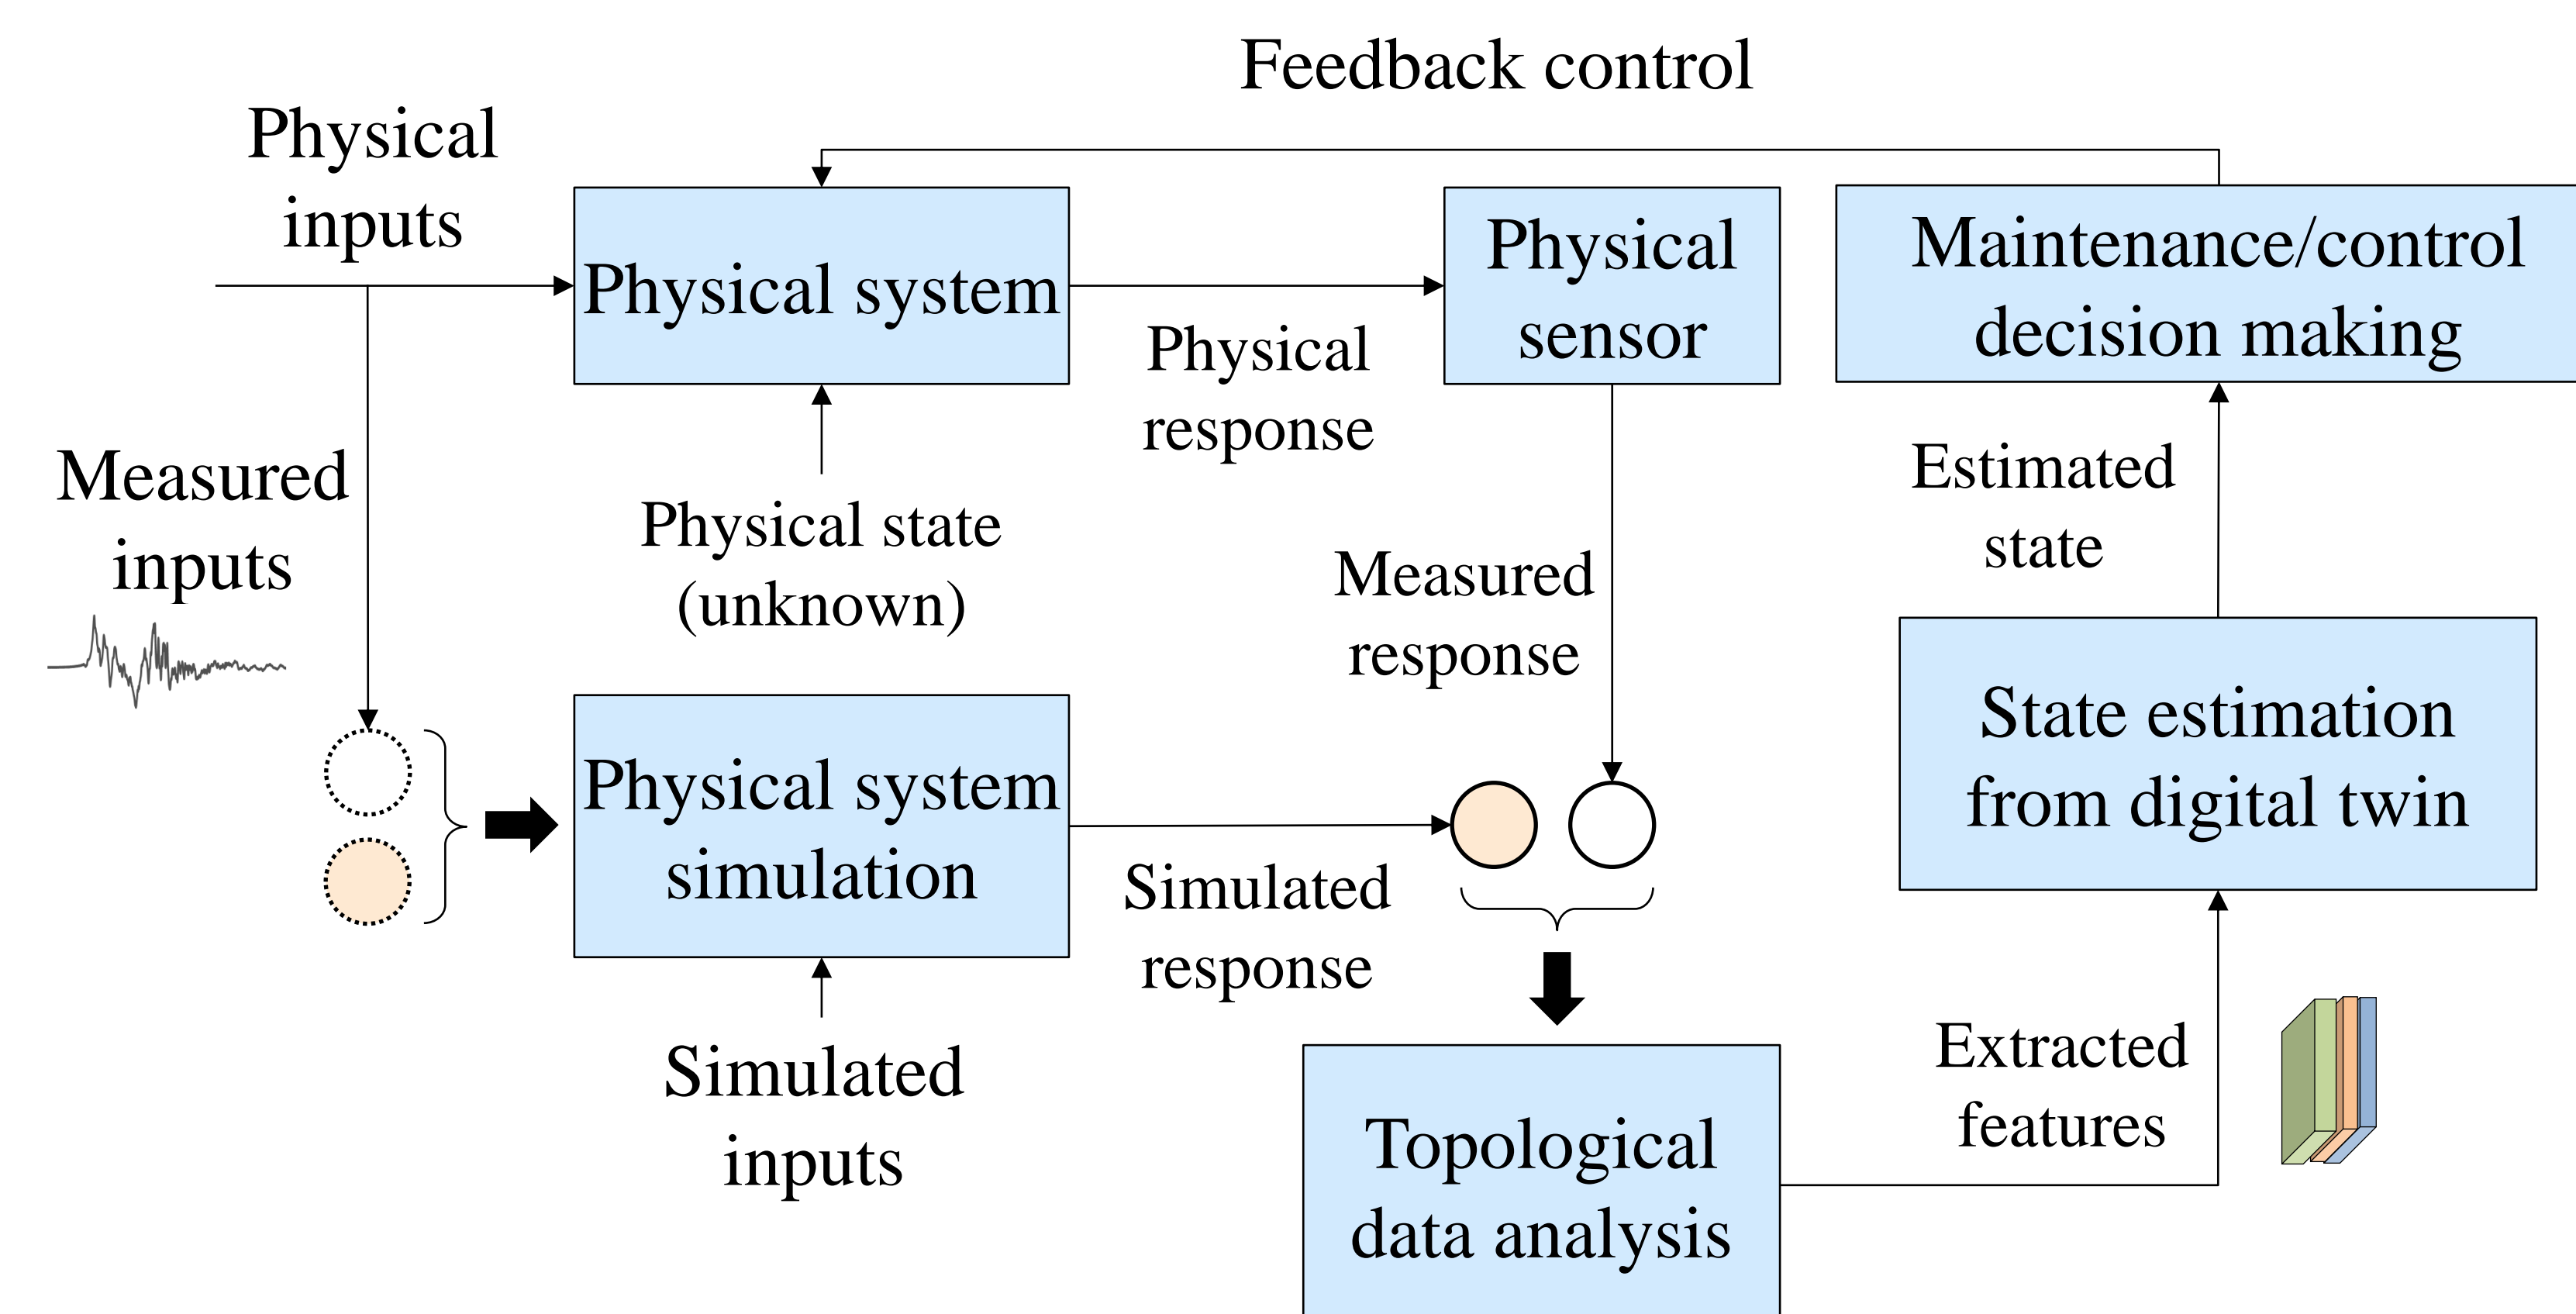 Feedback control
Physical
inputs
Physical system
Physical
response
Physical
sensor
Maintenance/control
decision making
Measured
inputs
Physical state
(unknown)
Measured
response
Estimated
state
Physical system
simulation
Simulated
response
State estimation
from digital twin
Simulated
inputs
Topological
data analysis
Extracted
features